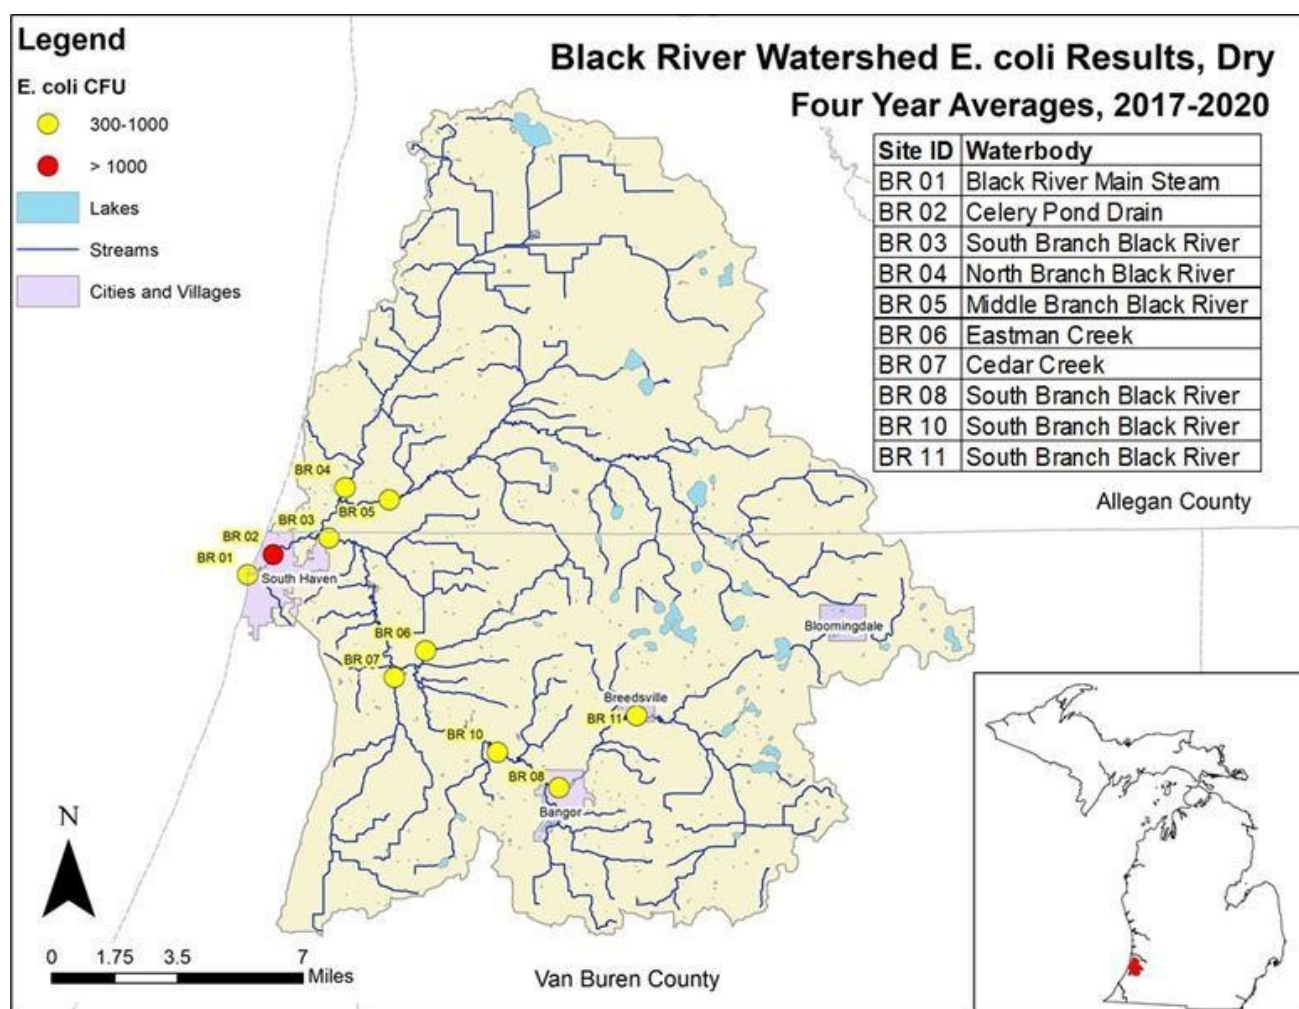 Legend
E. coli CFU
300-1000
> 1000
Lakes
Streams
Cities and Villages
Black River Watershed E. coli Results, Dry
Four Year Averages, 2017-2020
Site ID Waterbody
BR 01 Black River Main Steam
BR 02 Celery Pond Drain
BR 03 South Branch Black River
BR 04 North Branch Black River
BR 05 Middle Branch Black River
BR 06 Eastman Creek
BR 07 Cedar Creek
BR 08 South Branch Black River
BR 10 South Branch Black River
BR 11 South Branch Black River
Allegan County
BR 04
BR 05
BR 03
BR 02
BR 01
South Haven
Bloomingdale
BR 06
BR 07
Breedsville
BR 11
BR 10
BR 08
Bangor
N
0 1.75 3.5 7
Miles
Van Buren County